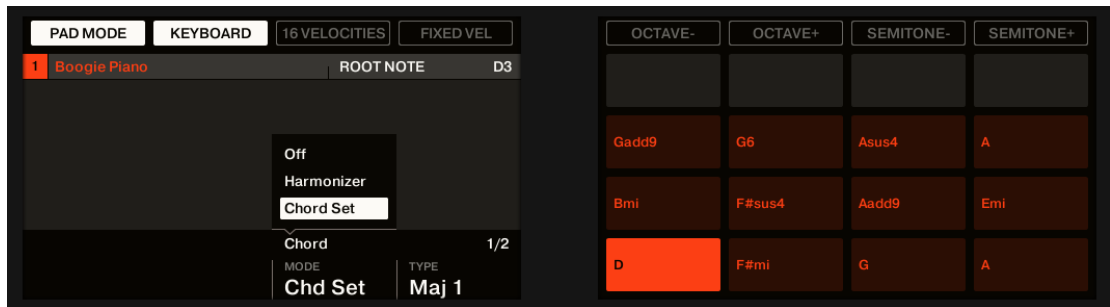 PAD MODE KEYBOARD 16 VELOCITIES FIXED VEL
1 Boogie Piano ROOT NOTE D3
Off
Harmonizer
Chord Set
Chord 1/2
MODE TYPE
Chd Set Maj 1
OCTAVE- OCTAVE+ SEMITONE- SEMITONE+
Gadd9 G6 Asus4 A
Bmi F#sus4 Aadd9 Emi
D F#mi G A